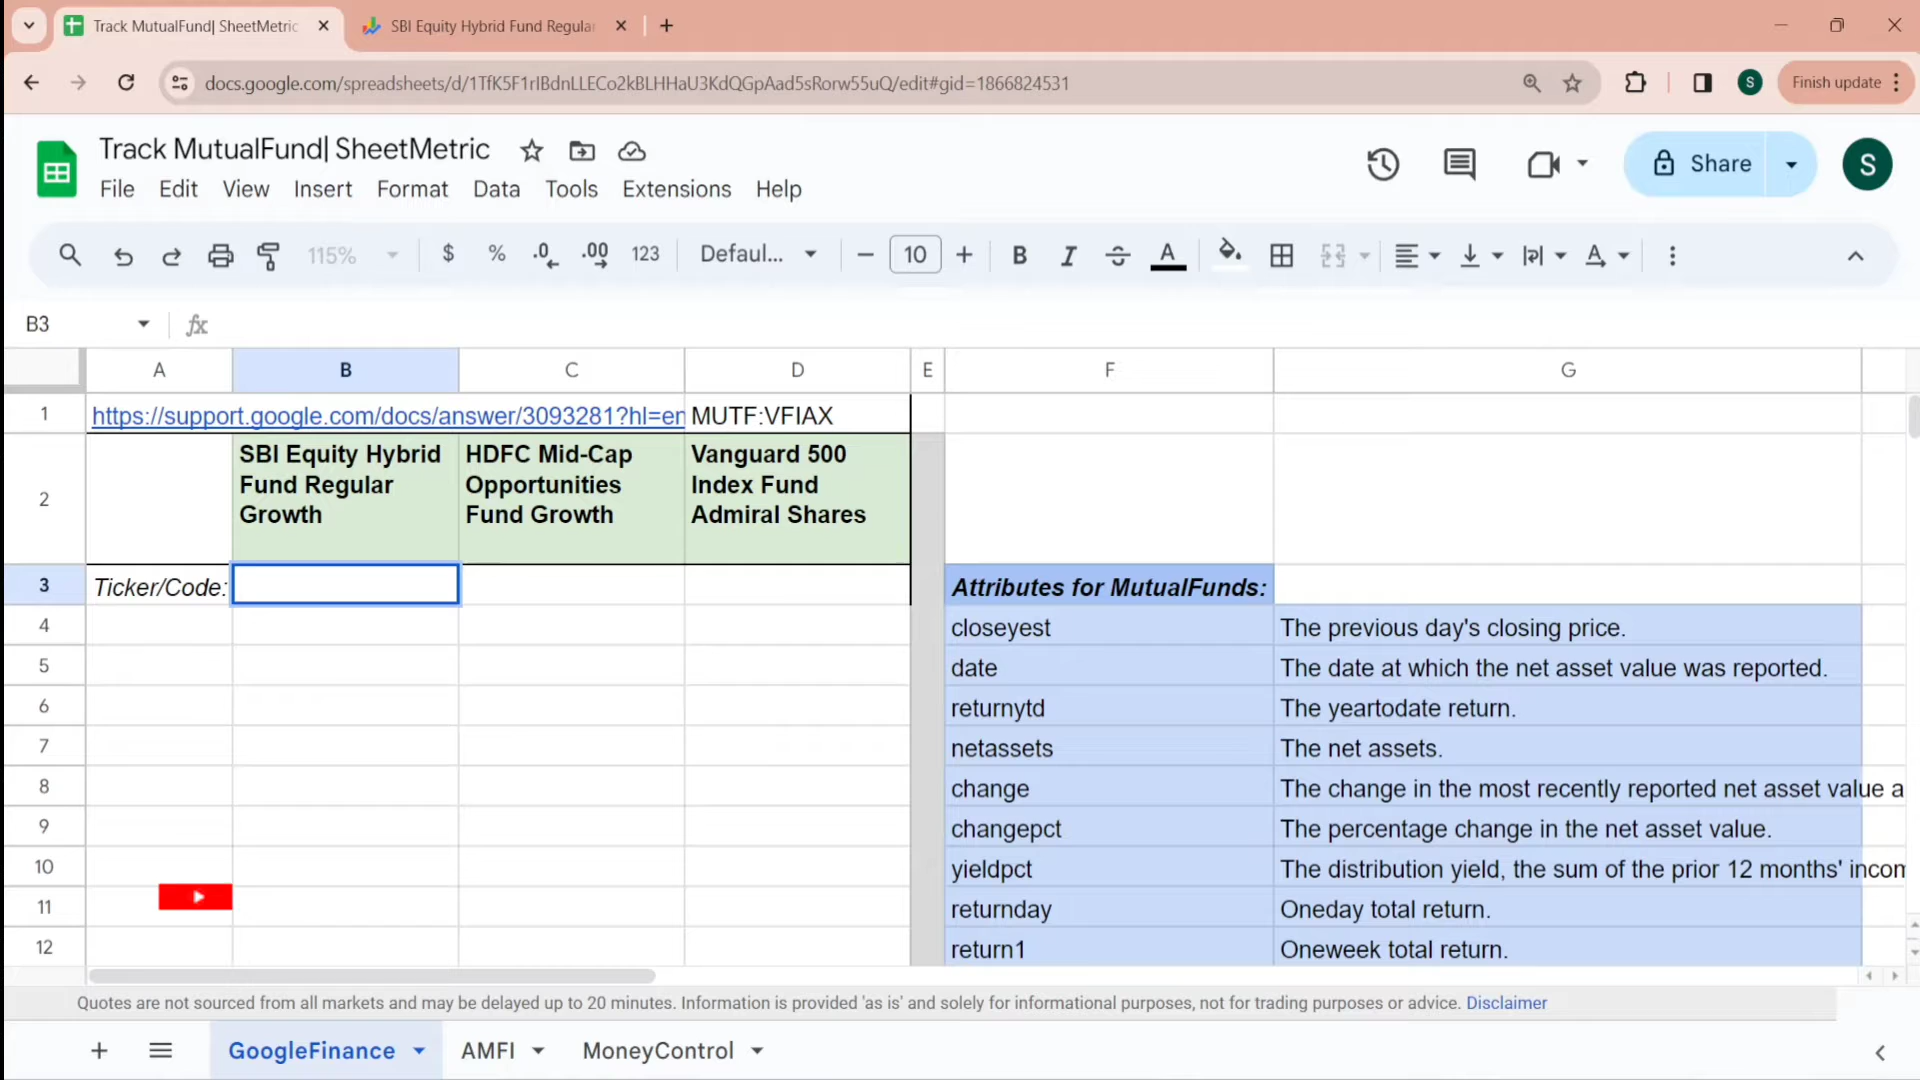 Track MutualFund| SheetMetric
SBI Equity Hybrid Fund Regular
docs.google.com/spreadsheets/d/1TfK5F1rIBdnLLECo2kBLHHaU3KdQGpAad5sRorw55uQ/edit#gid=1866824531
S
Finish update
Track MutualFund| SheetMetric
File Edit View Insert Format Data Tools Extensions Help
Share
S
115%
$ % .0 .00 123
Defaul...
10
B I S A
B3
fx
A B C D E F G
1 https://support.google.com/docs/answer/3093281?hl=en MUTF:VFIAX
2
SBI Equity Hybrid Fund Regular Growth
HDFC Mid-Cap Opportunities Fund Growth
Vanguard 500 Index Fund Admiral Shares
3 Ticker/Code: Attributes for MutualFunds:
4 closeyest The previous day's closing price.
5 date The date at which the net asset value was reported.
6 returnytd The yeartodate return.
7 netassets The net assets.
8 change The change in the most recently reported net asset value a
9 changepct The percentage change in the net asset value.
10 yieldpct The distribution yield, the sum of the prior 12 months' incom
11 returnday Oneday total return.
12 return1 Oneweek total return.
Quotes are not sourced from all markets and may be delayed up to 20 minutes. Information is provided 'as is' and solely for informational purposes, not for trading purposes or advice. Disclaimer
GoogleFinance AMFI MoneyControl